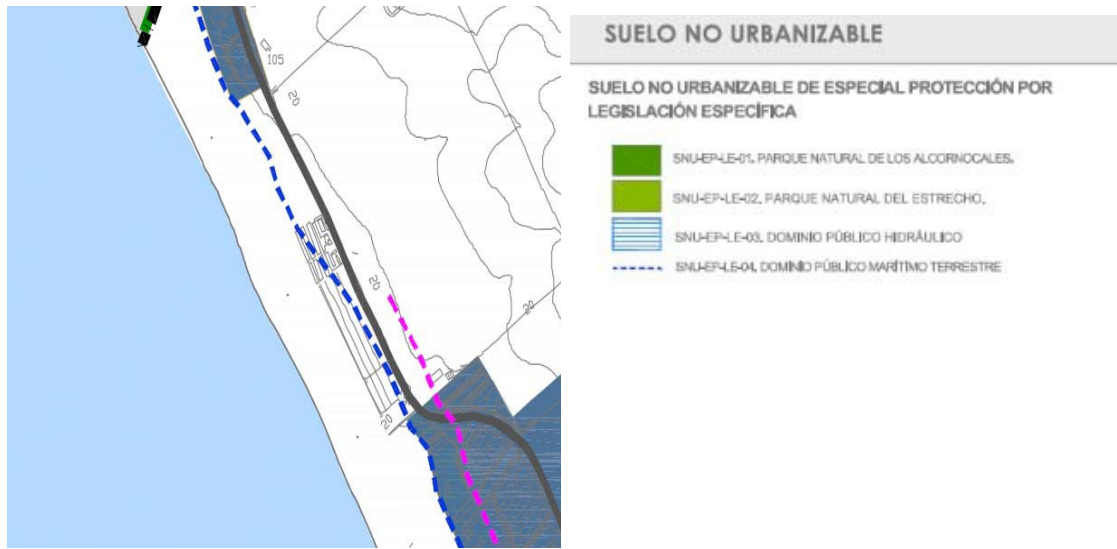 105
20
20
20
20
SUELO NO URBANIZABLE
SUELO NO URBANIZABLE DE ESPECIAL PROTECCIÓN POR
LEGISLACIÓN ESPECÍFICA
SNU-EP-LE-01. PARQUE NATURAL DE LOS ALCORNOCALES.
SNU-EP-LE-02. PARQUE NATURAL DEL ESTRECHO.
SNU-EP-LE-03. DOMINIO PÚBLICO HIDRÁULICO
SNU-EP-LE-04. DOMINIO PÚBLICO MARÍTIMO TERRESTRE